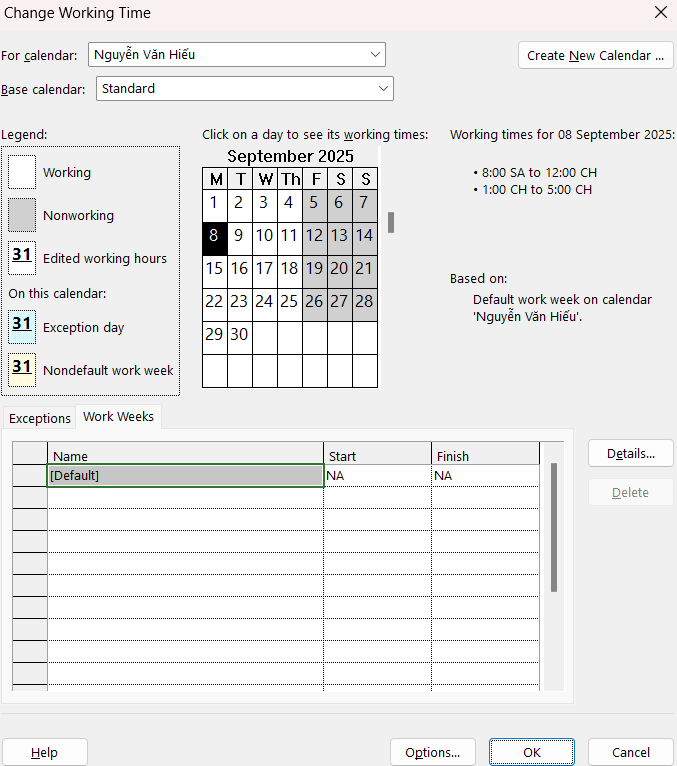 Change Working Time
For calendar: Nguyễn Văn Hiếu Create New Calendar ...
Base calendar: Standard
Legend:
Working
Nonworking
31 Edited working hours
On this calendar:
31 Exception day
31 Nondefault work week
Click on a day to see its working times:
September 2025
M T W Th F S S
1 2 3 4 5 6 7
8 9 10 11 12 13 14
15 16 17 18 19 20 21
22 23 24 25 26 27 28
29 30
Working times for 08 September 2025:
• 8:00 SA to 12:00 CH
• 1:00 CH to 5:00 CH
Based on:
Default work week on calendar
'Nguyễn Văn Hiếu'.
Exceptions Work Weeks
Name Start Finish
[Default] NA NA
Details...
Delete
Help Options... OK Cancel